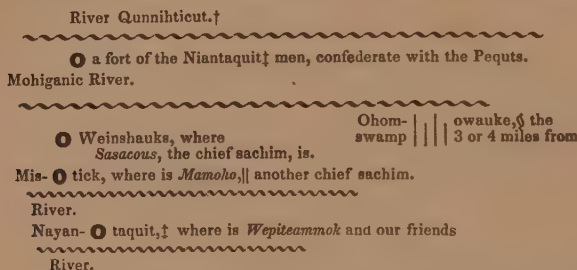 River Qunnihticut.†
O a fort of the Niantaquit‡ men, confederate with the Pequts.
Mohiganic River.
Ohom- | | | | owauke,§ the
swamp | | | | 3 or 4 miles from
O Weinshauks, where
Sasacous, the chief sachim, is.
Mis- O tick, where is Mamoho,|| another chief sachim.
River.
Nayan- O taquit,‡ where is Wepiteammok and our friends
River.